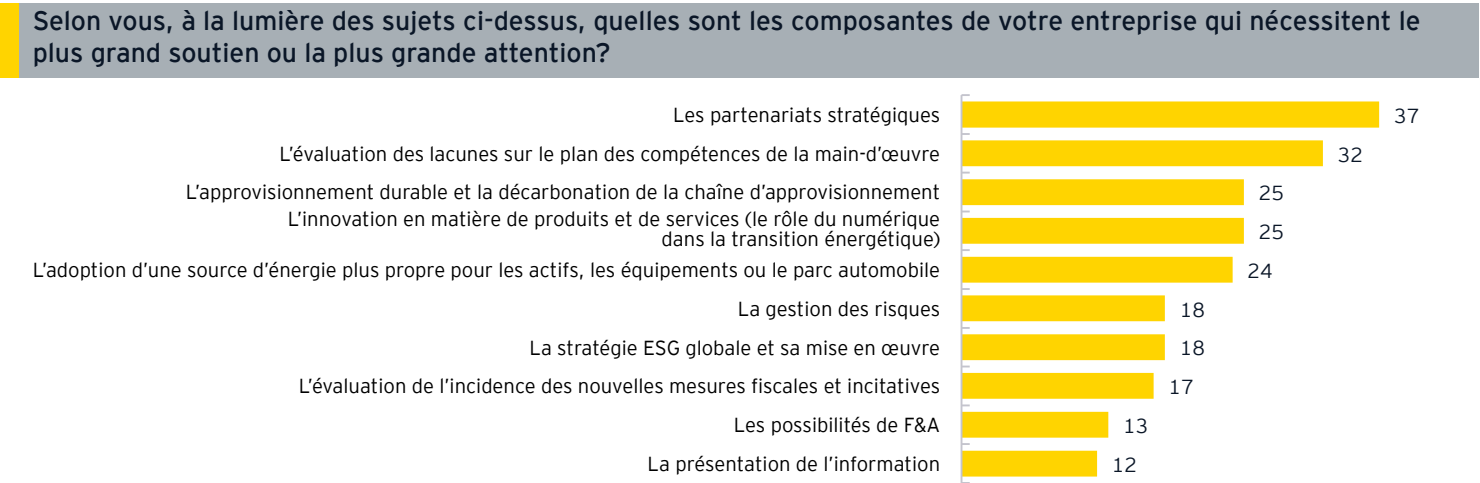 Selon vous, à la lumière des sujets ci-dessus, quelles sont les composantes de votre entreprise qui nécessitent le
plus grand soutien ou la plus grande attention?
Les partenariats stratégiques 37
L’évaluation des lacunes sur le plan des compétences de la main-d’œuvre 32
L’approvisionnement durable et la décarbonation de la chaîne d’approvisionnement 25
L’innovation en matière de produits et de services (le rôle du numérique
dans la transition énergétique) 25
L’adoption d’une source d’énergie plus propre pour les actifs, les équipements ou le parc automobile 24
La gestion des risques 18
La stratégie ESG globale et sa mise en œuvre 18
L’évaluation de l’incidence des nouvelles mesures fiscales et incitatives 17
Les possibilités de F&A 13
La présentation de l’information 12